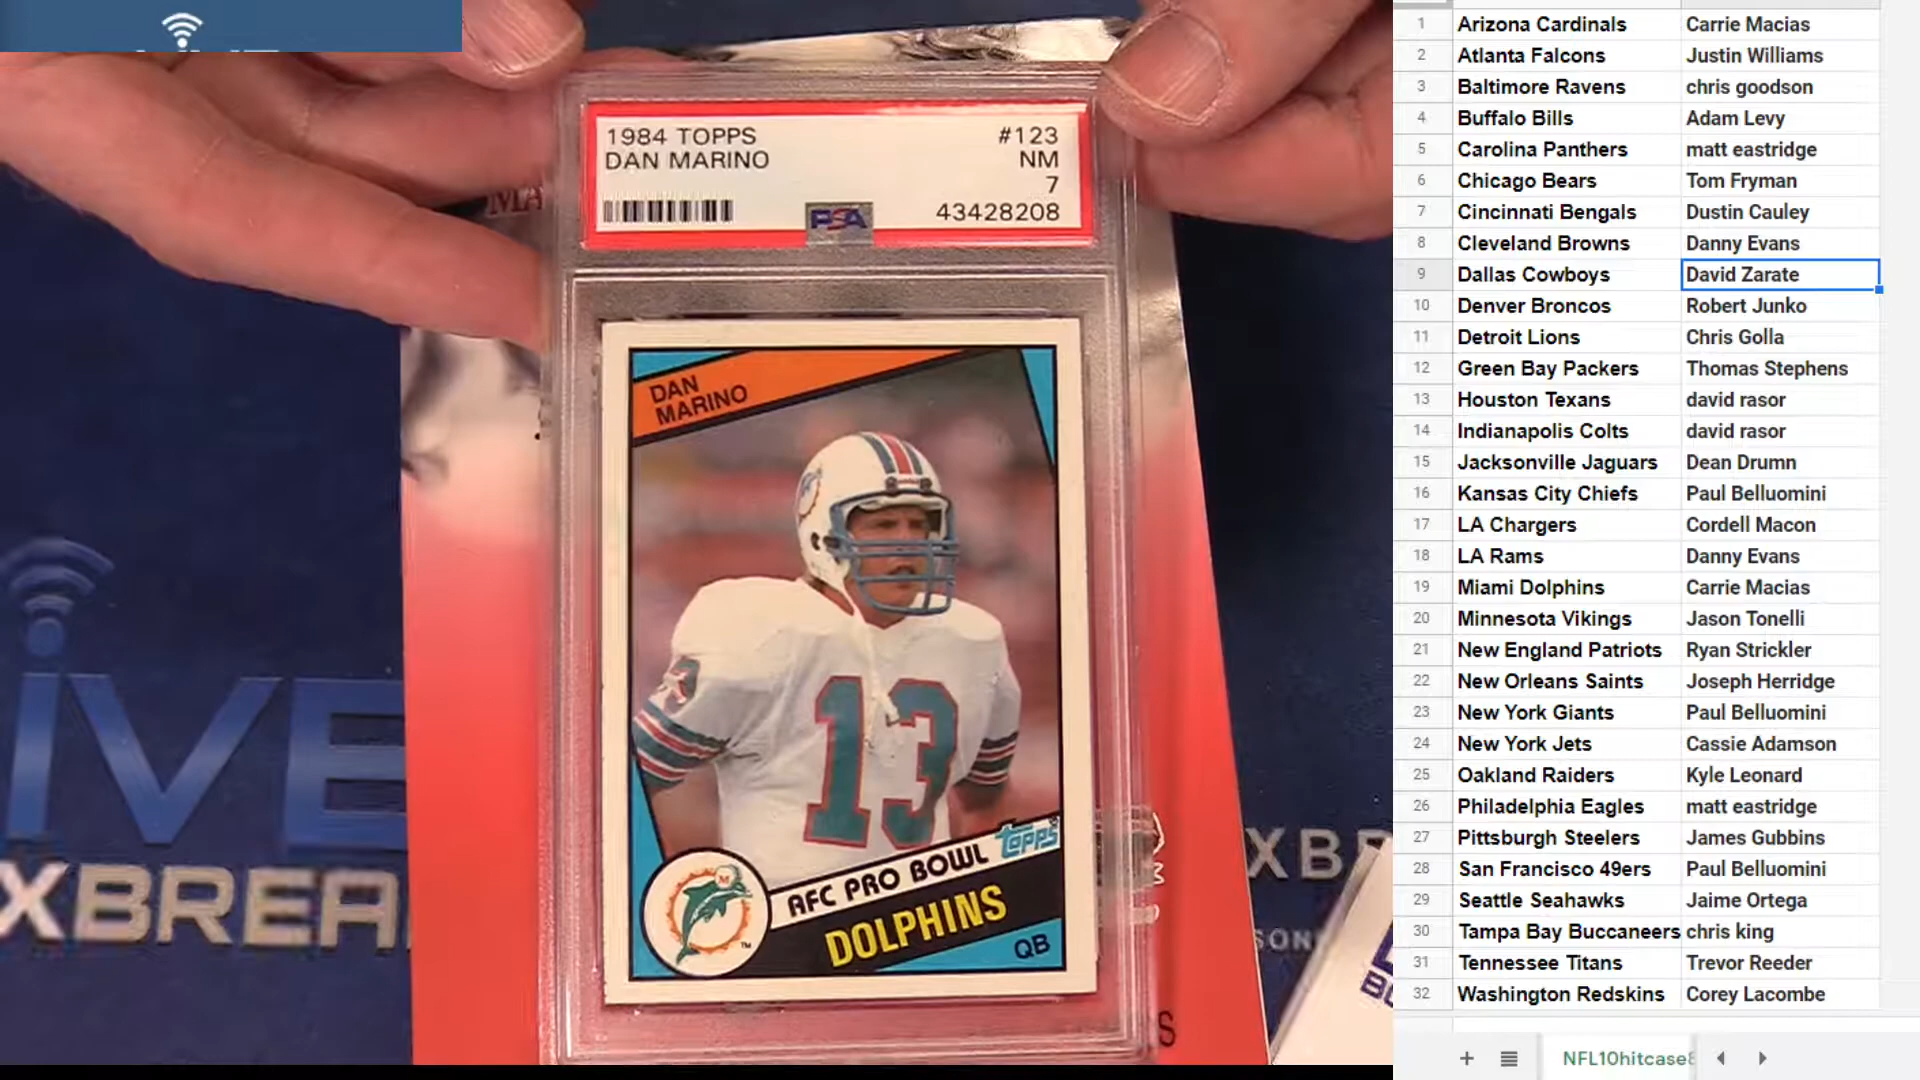 1984 TOPPS #123
DAN MARINO NM
7
PSA 43428208
DAN
MARINO
13
topps
AFC PRO BOWL
DOLPHINS
QB
TM
MA
iVE
XBREA
XB
S
1 Arizona Cardinals Carrie Macias
2 Atlanta Falcons Justin Williams
3 Baltimore Ravens chris goodson
4 Buffalo Bills Adam Levy
5 Carolina Panthers matt eastridge
6 Chicago Bears Tom Fryman
7 Cincinnati Bengals Dustin Cauley
8 Cleveland Browns Danny Evans
9 Dallas Cowboys David Zarate
10 Denver Broncos Robert Junko
11 Detroit Lions Chris Golla
12 Green Bay Packers Thomas Stephens
13 Houston Texans david rasor
14 Indianapolis Colts david rasor
15 Jacksonville Jaguars Dean Drumn
16 Kansas City Chiefs Paul Belluomini
17 LA Chargers Cordell Macon
18 LA Rams Danny Evans
19 Miami Dolphins Carrie Macias
20 Minnesota Vikings Jason Tonelli
21 New England Patriots Ryan Strickler
22 New Orleans Saints Joseph Herridge
23 New York Giants Paul Belluomini
24 New York Jets Cassie Adamson
25 Oakland Raiders Kyle Leonard
26 Philadelphia Eagles matt eastridge
27 Pittsburgh Steelers James Gubbins
28 San Francisco 49ers Paul Belluomini
29 Seattle Seahawks Jaime Ortega
30 Tampa Bay Buccaneers chris king
31 Tennessee Titans Trevor Reeder
32 Washington Redskins Corey Lacombe
NFL10hitcase